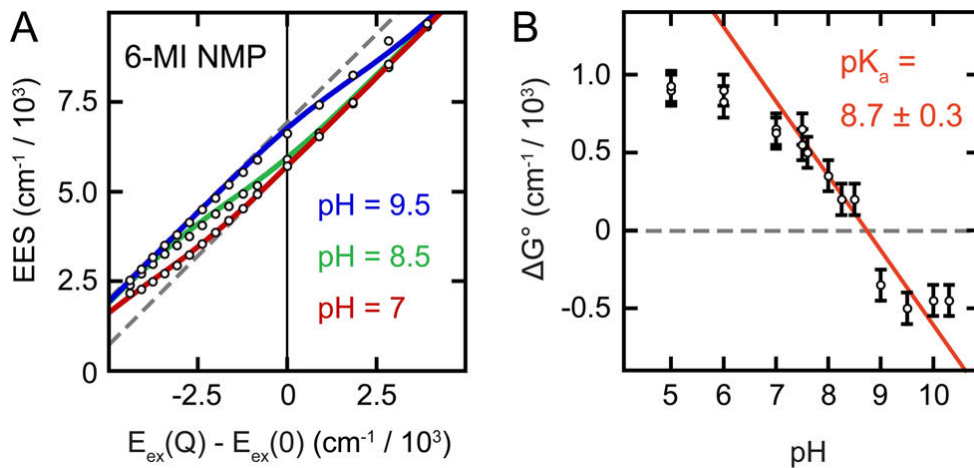 A
6-MI NMP
EES (cm⁻¹ / 10³)
7.5
5.0
2.5
0
pH = 9.5
pH = 8.5
pH = 7
-2.5
0
2.5
E_ex(Q) - E_ex(0) (cm⁻¹ / 10³)
B
ΔG° (cm⁻¹ / 10³)
1.0
0.5
0
-0.5
pKₐ =
8.7 ± 0.3
5
6
7
8
9
10
pH